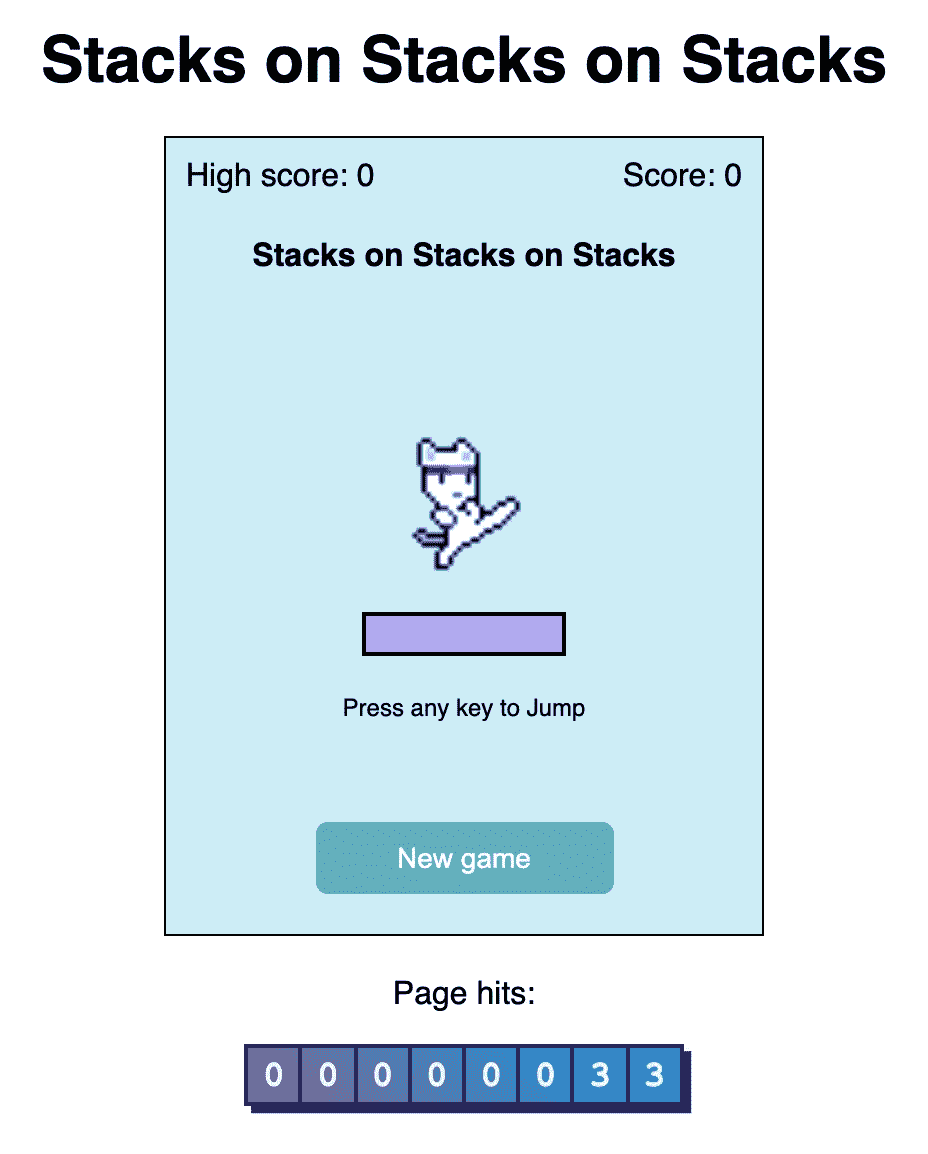 Stacks on Stacks on Stacks
High score: 0 Score: 0
Stacks on Stacks on Stacks
Press any key to Jump
New game
Page hits:
0 0 0 0 0 0 3 3